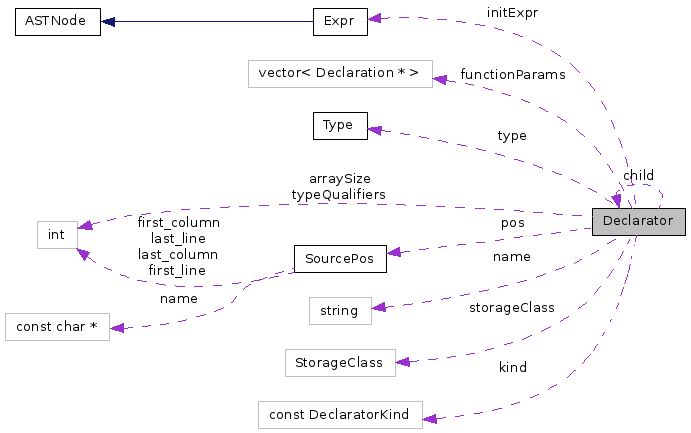 ASTNode
Expr
initExpr
vector< Declaration * >
functionParams
Type
type
child
arraySize
typeQualifiers
Declarator
int
first_column
last_line
last_column
first_line
pos
SourcePos
name
name
string
const char *
storageClass
StorageClass
kind
const DeclaratorKind